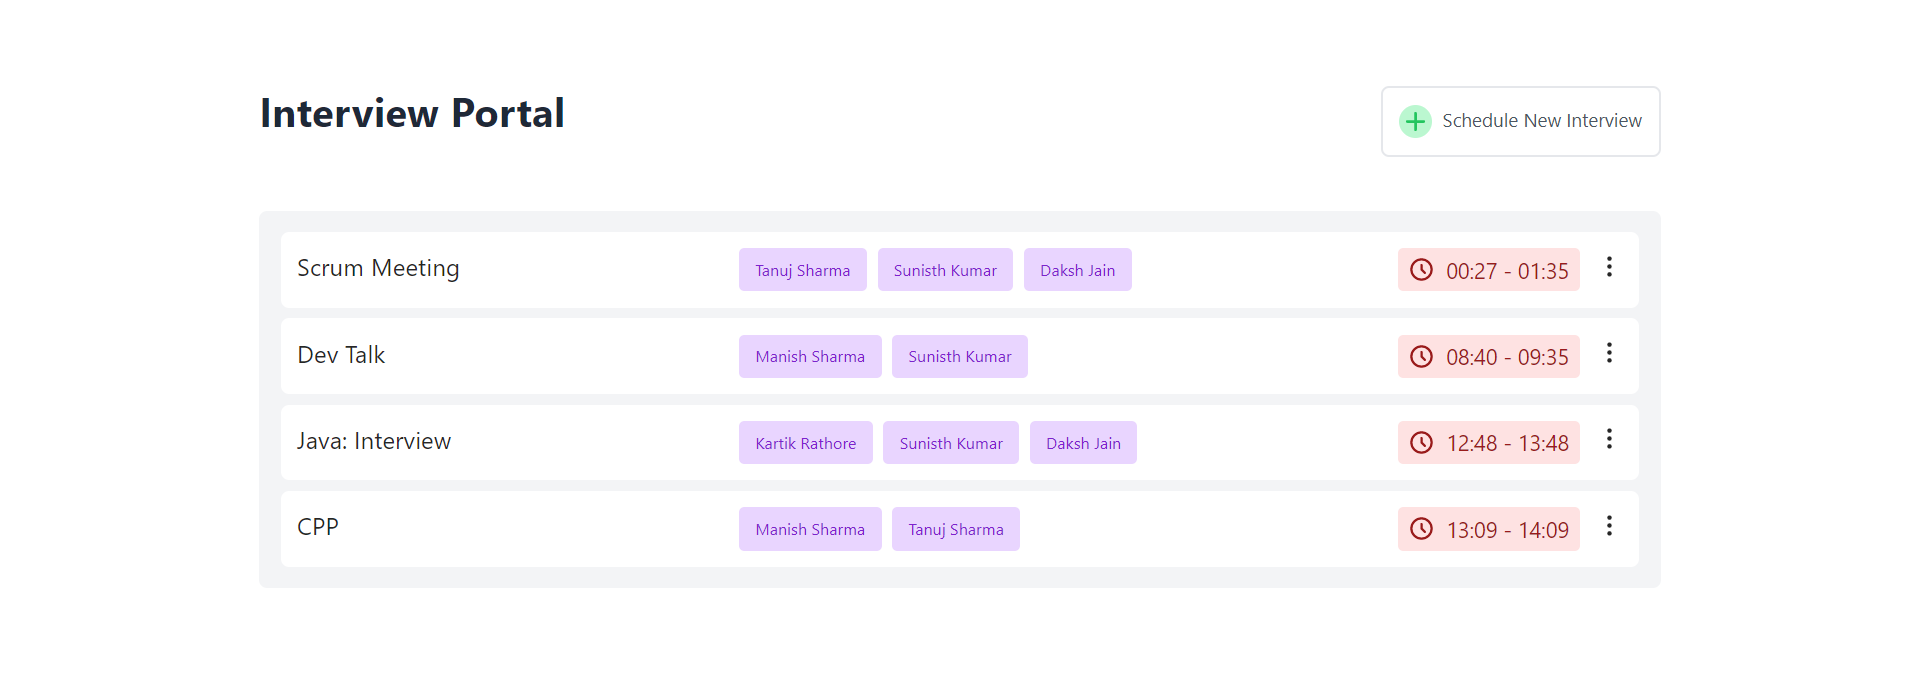 Interview Portal
Schedule New Interview
Scrum Meeting Tanuj Sharma Sunisth Kumar Daksh Jain 00:27 - 01:35
Dev Talk Manish Sharma Sunisth Kumar 08:40 - 09:35
Java: Interview Kartik Rathore Sunisth Kumar Daksh Jain 12:48 - 13:48
CPP Manish Sharma Tanuj Sharma 13:09 - 14:09